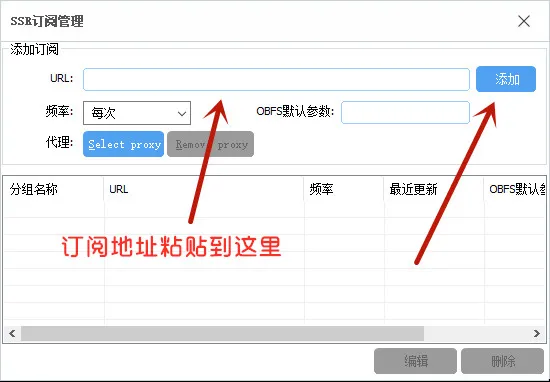 SSR订阅管理
添加订阅
URL:
添加
频率: 每次 OBFS默认参数:
代理: Select proxy Remove proxy
分组名称 URL 频率 最近更新 OBFS默认参
订阅地址粘贴到这里
编辑 删除